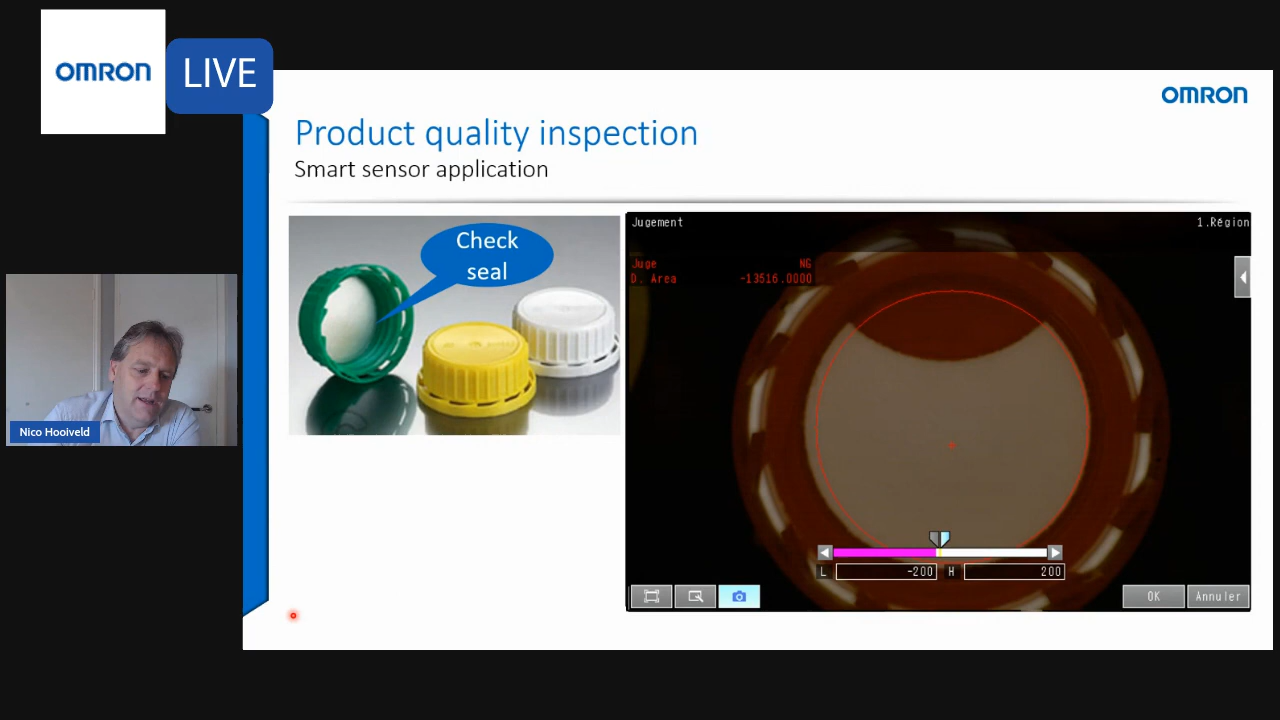 OMRON
LIVE
OMRON
Product quality inspection
Smart sensor application
Check
seal
Jugement
1.Région
Juge NG
D. Area -13516.0000
L -200 H 200
OK
Annuler
Nico Hooiveld